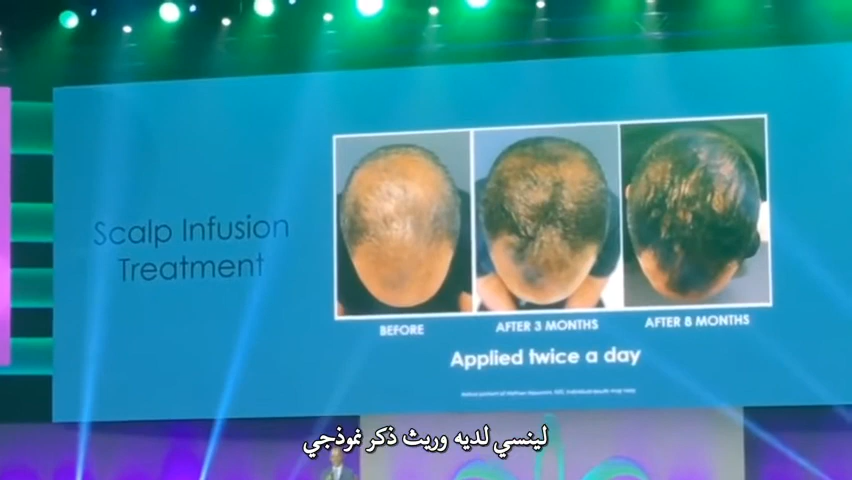 Scalp Infusion
Treatment
BEFORE
AFTER 3 MONTHS
AFTER 8 MONTHS
Applied twice a day
لينسي لديه وريث ذكر نموذجي